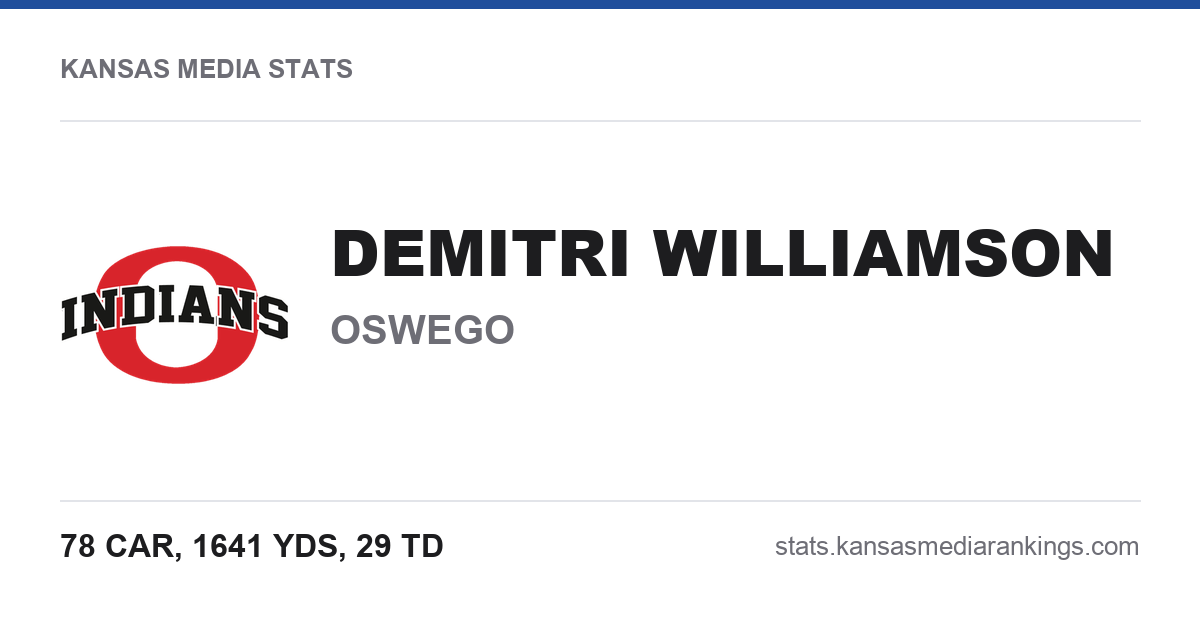 KANSAS MEDIA STATS
DEMITRI WILLIAMSON
INDIANS
OSWEGO
78 CAR, 1641 YDS, 29 TD
stats.kansasmediarankings.com